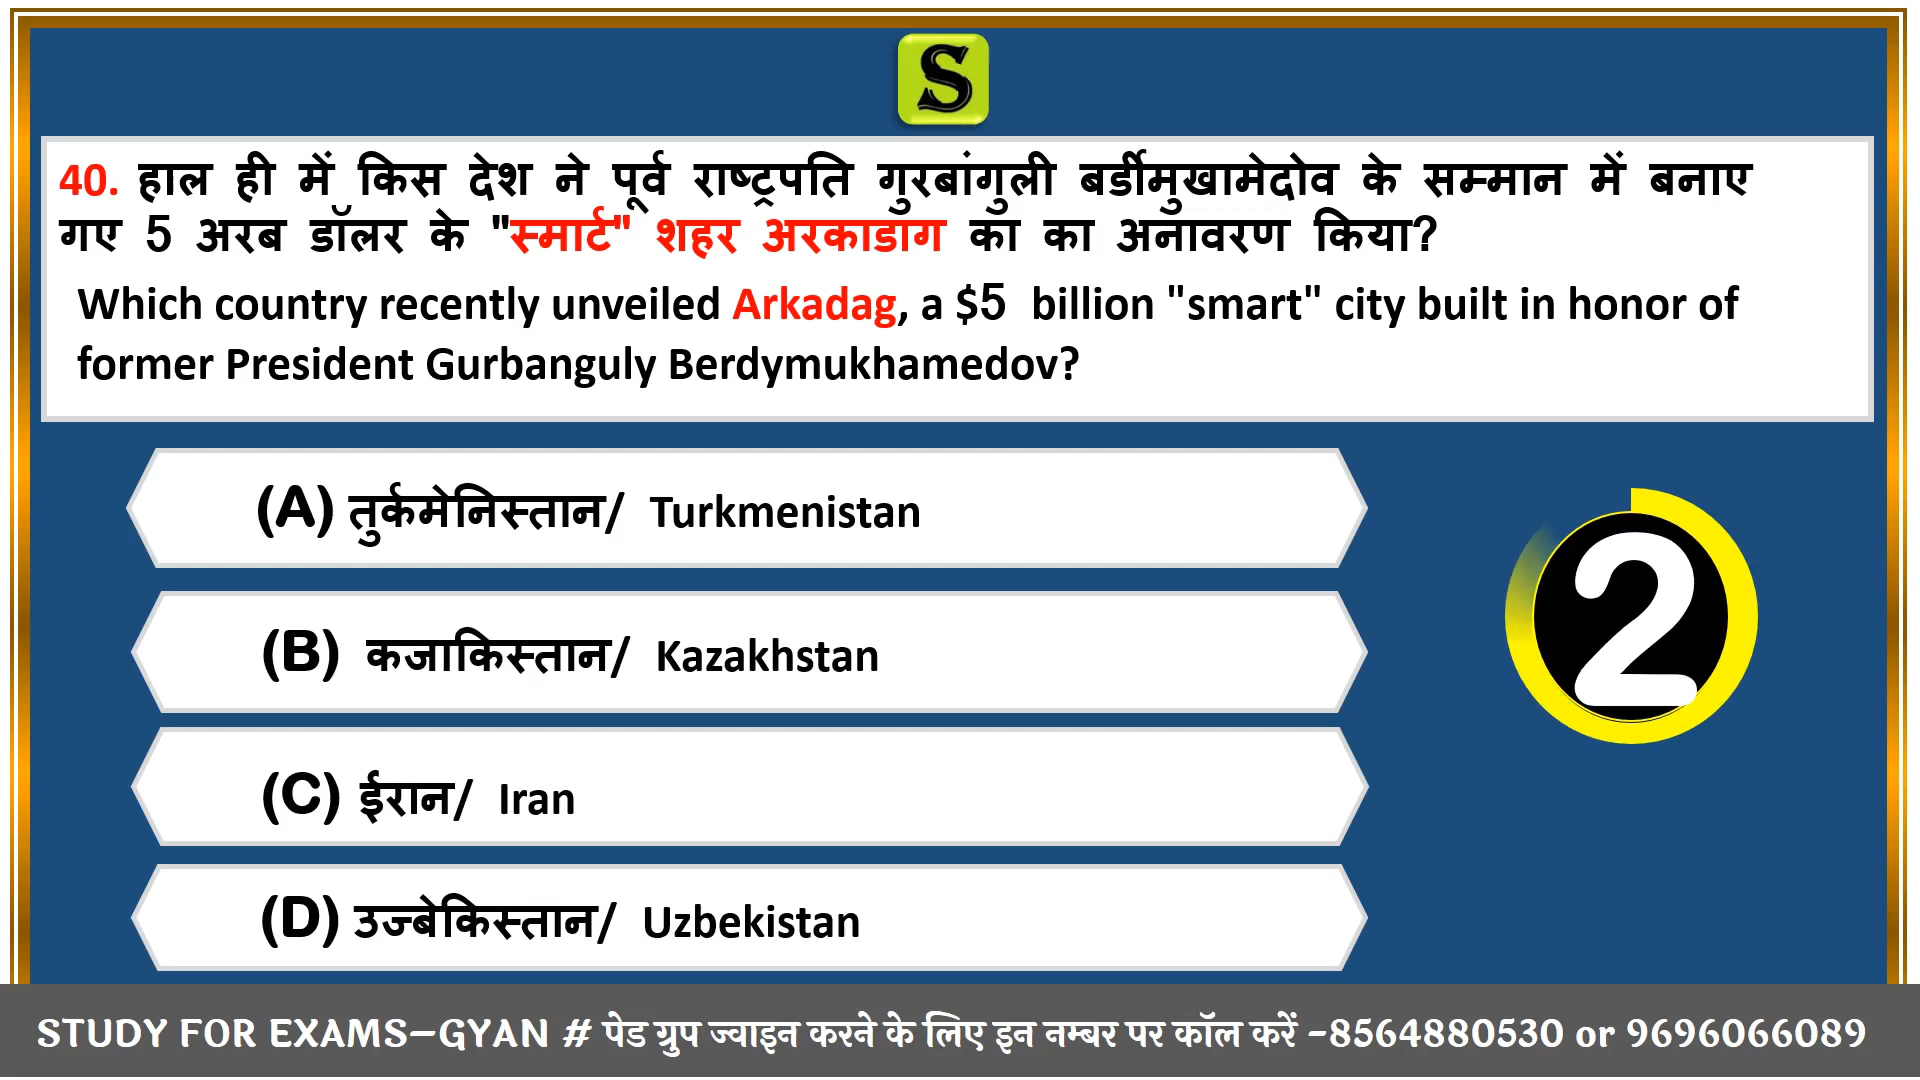 S
40. हाल ही में किस देश ने पूर्व राष्ट्रपति गुरबांगुली बर्डीमुखामेदोव के सम्मान में बनाए
गए 5 अरब डॉलर के "स्मार्ट" शहर अरकाडाग का का अनावरण किया?
Which country recently unveiled Arkadag, a $5 billion "smart" city built in honor of
former President Gurbanguly Berdymukhamedov?
(A) तुर्कमेनिस्तान/ Turkmenistan
(B) कजाकिस्तान/ Kazakhstan
2
(C) ईरान/ Iran
(D) उज्बेकिस्तान/ Uzbekistan
STUDY FOR EXAMS–GYAN # पेड ग्रुप ज्वाइन करने के लिए इन नम्बर पर कॉल करें -8564880530 or 9696066089